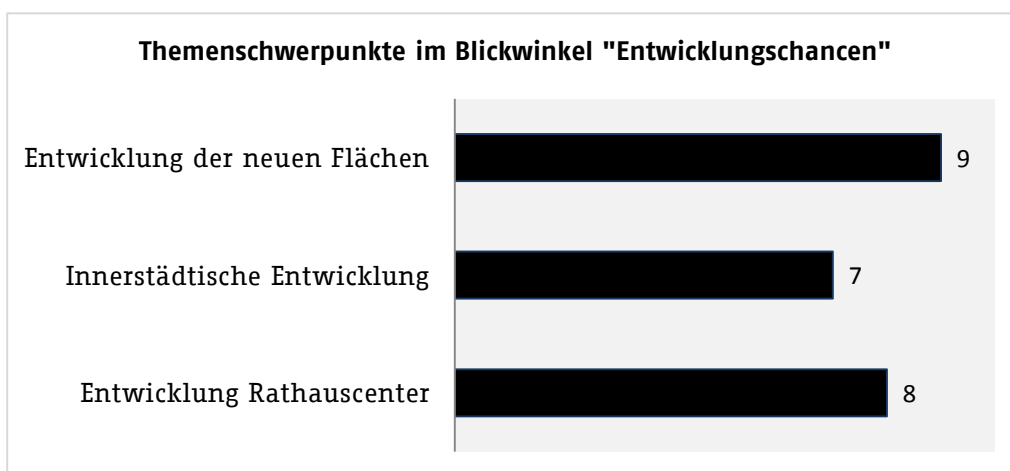 Themenschwerpunkte im Blickwinkel "Entwicklungschancen"
Entwicklung der neuen Flächen 9
Innerstädtische Entwicklung 7
Entwicklung Rathauscenter 8